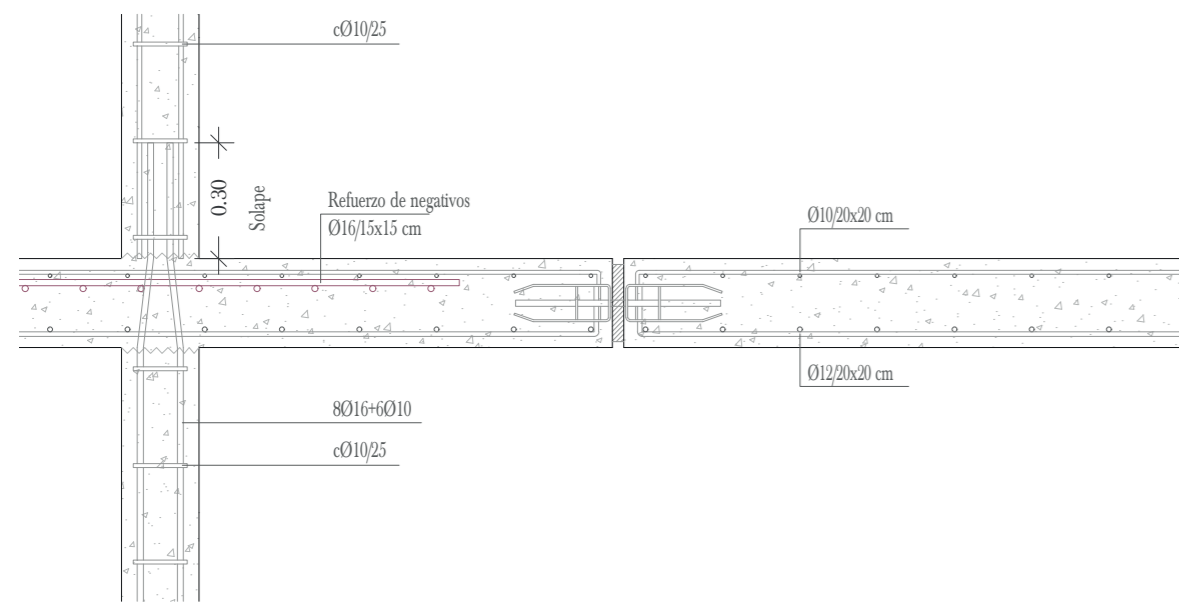 cØ10/25
0.30
Solape
Refuerzo de negativos
Ø16/15x15 cm
Ø10/20x20 cm
Ø12/20x20 cm
8Ø16+6Ø10
cØ10/25